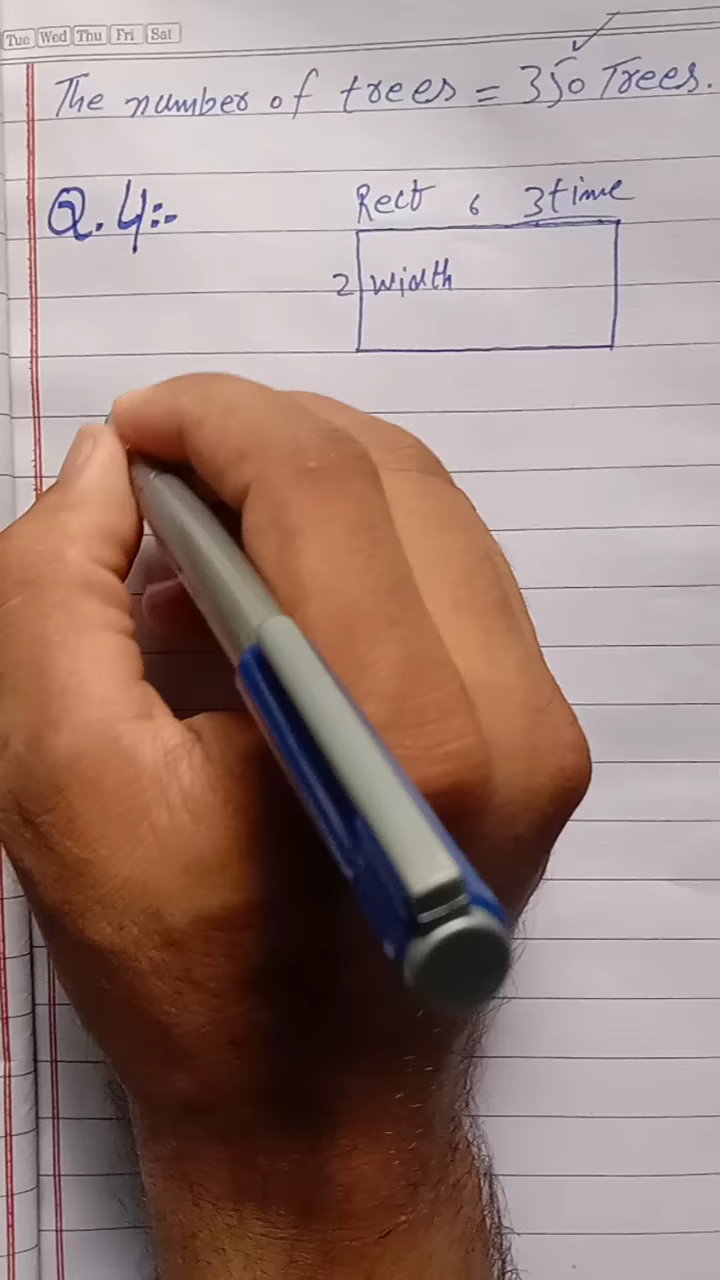 Tue Wed Thu Fri Sat
The number of trees = 350 Trees.
Q.4:- Rect 6 3time
2 width